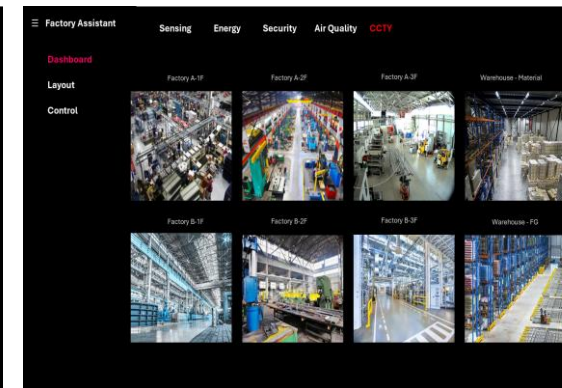 ☰ Factory Assistant
Sensing Energy Security Air Quality CCTY
Dashboard
Layout
Control
Factory A-1F Factory A-2F Factory A-3F Warehouse - Material
Factory B-1F Factory B-2F Factory B-3F Warehouse - FG